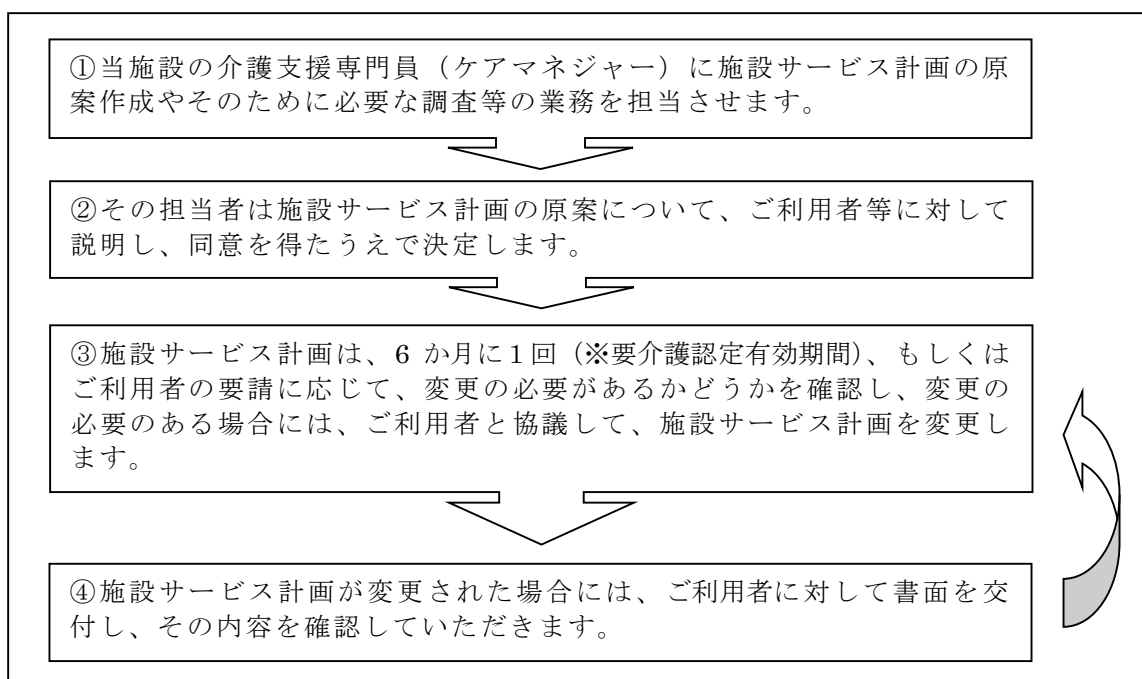 ①当施設の介護支援専門員（ケアマネジャー）に施設サービス計画の原
案作成やそのために必要な調査等の業務を担当させます。
②その担当者は施設サービス計画の原案について、ご利用者等に対して
説明し、同意を得たうえで決定します。
③施設サービス計画は、6 か月に１回（※要介護認定有効期間）、もしくは
ご利用者の要請に応じて、変更の必要があるかどうかを確認し、変更の
必要のある場合には、ご利用者と協議して、施設サービス計画を変更し
ます。
④施設サービス計画が変更された場合には、ご利用者に対して書面を交
付し、その内容を確認していただきます。